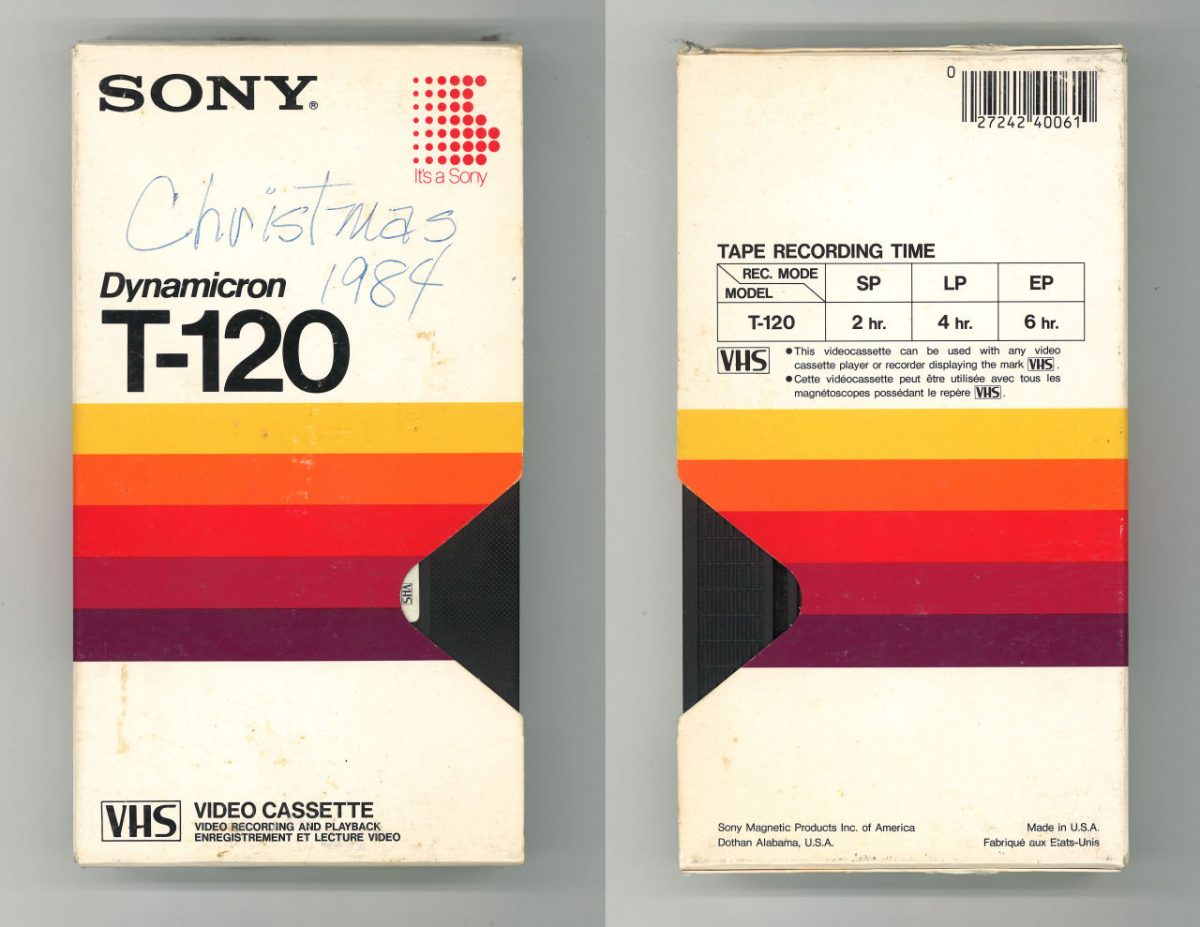 SONY®
It's a Sony
Christmas
1984
Dynamicron
T-120
VHS
VHS
VIDEO CASSETTE
VIDEO RECORDING AND PLAYBACK
ENREGISTREMENT ET LECTURE VIDEO
0
27242 40061
TAPE RECORDING TIME
REC. MODE
MODEL
SP
LP
EP
T-120
2 hr.
4 hr.
6 hr.
VHS
●This videocassette can be used with any video
cassette player or recorder displaying the mark VHS.
●Cette vidéocassette peut être utilisée avec tous les
magnétoscopes possédant le repère VHS.
Sony Magnetic Products Inc. of America
Dothan Alabama, U.S.A.
Made in U.S.A.
Fabriqué aux Etats-Unis